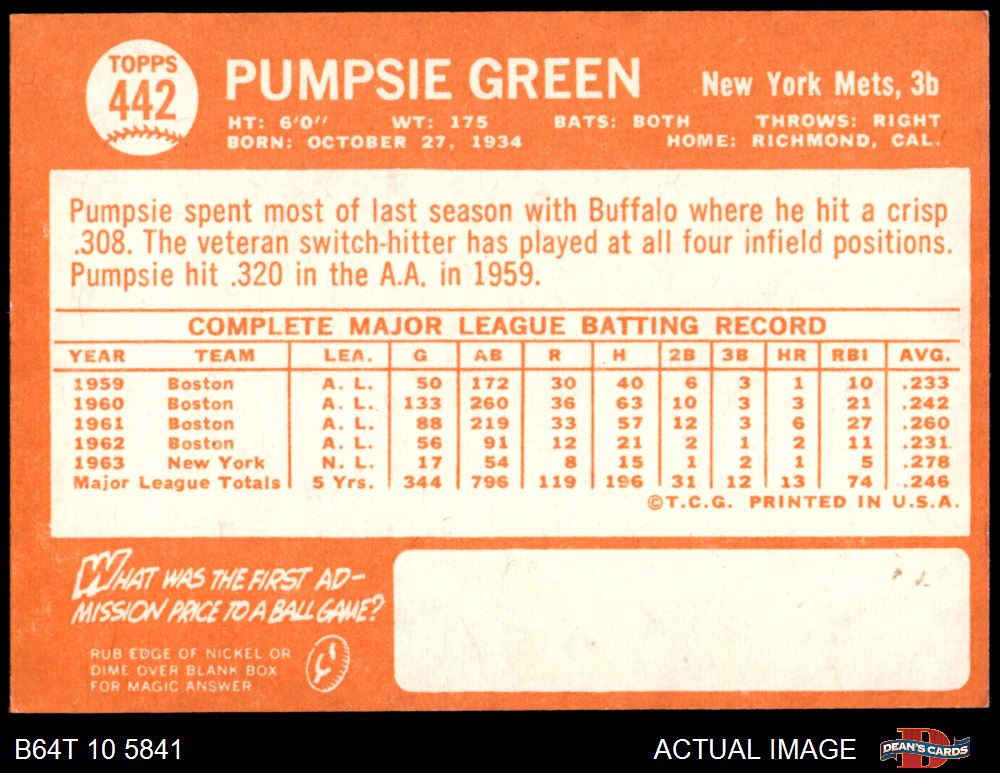 TOPPS
442
PUMPSIE GREEN
New York Mets, 3b
HT: 6'0" WT: 175 BATS: BOTH THROWS: RIGHT
BORN: OCTOBER 27, 1934 HOME: RICHMOND, CAL.
Pumpsie spent most of last season with Buffalo where he hit a crisp
.308. The veteran switch-hitter has played at all four infield positions.
Pumpsie hit .320 in the A.A. in 1959.
COMPLETE MAJOR LEAGUE BATTING RECORD
YEAR TEAM LEA. G AB R H 2B 3B HR RBI AVG.
1959 Boston A. L. 50 172 30 40 6 3 1 10 .233
1960 Boston A. L. 133 260 36 63 10 3 3 21 .242
1961 Boston A. L. 88 219 33 57 12 3 6 27 .260
1962 Boston A. L. 56 91 12 21 2 1 2 11 .231
1963 New York N. L. 17 54 8 15 1 2 1 5 .278
Major League Totals 5 Yrs. 344 796 119 196 31 12 13 74 .246
©T.C.G. PRINTED IN U.S.A.
WHAT WAS THE FIRST AD-
MISSION PRICE TO A BALL GAME?
RUB EDGE OF NICKEL OR
DIME OVER BLANK BOX
FOR MAGIC ANSWER
B64T 10 5841
ACTUAL IMAGE
DEAN'S CARDS